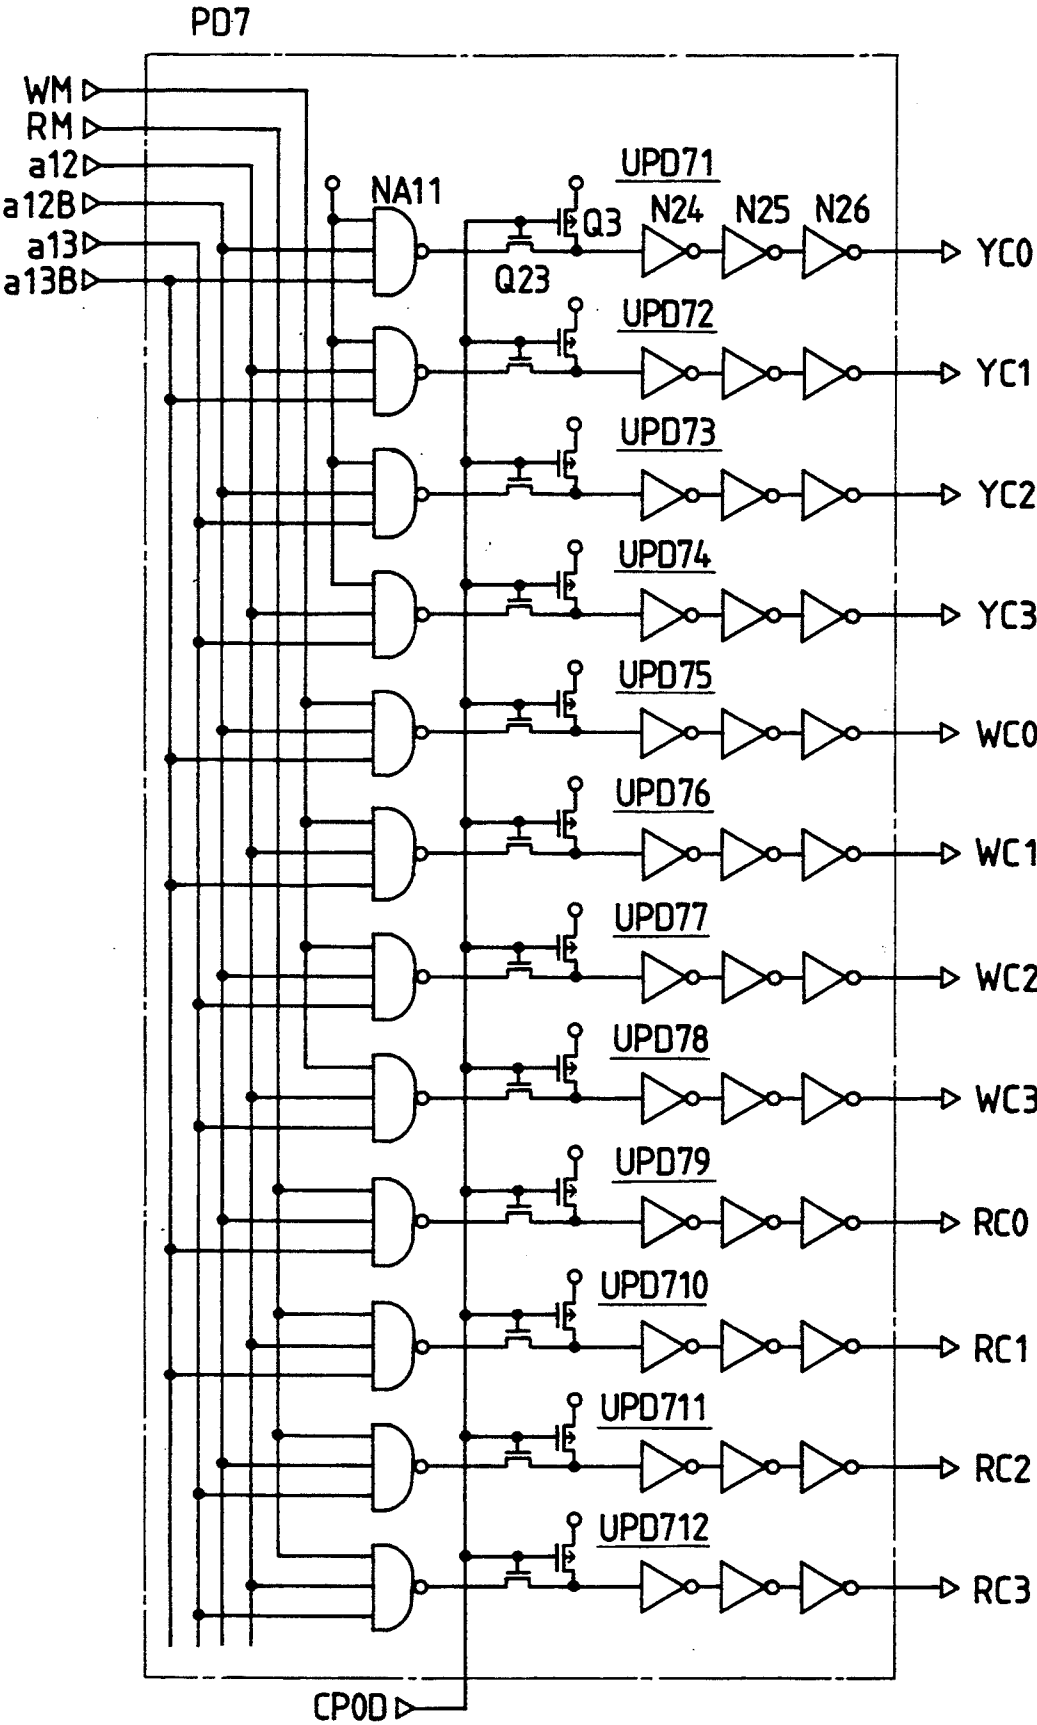 PD7
WM
RM
a12
a12B
a13
a13B
NA11
Q23
Q3
UPD71
N24 N25 N26
YC0
UPD72
YC1
UPD73
YC2
UPD74
YC3
UPD75
WC0
UPD76
WC1
UPD77
WC2
UPD78
WC3
UPD79
RC0
UPD710
RC1
UPD711
RC2
UPD712
RC3
CP0D